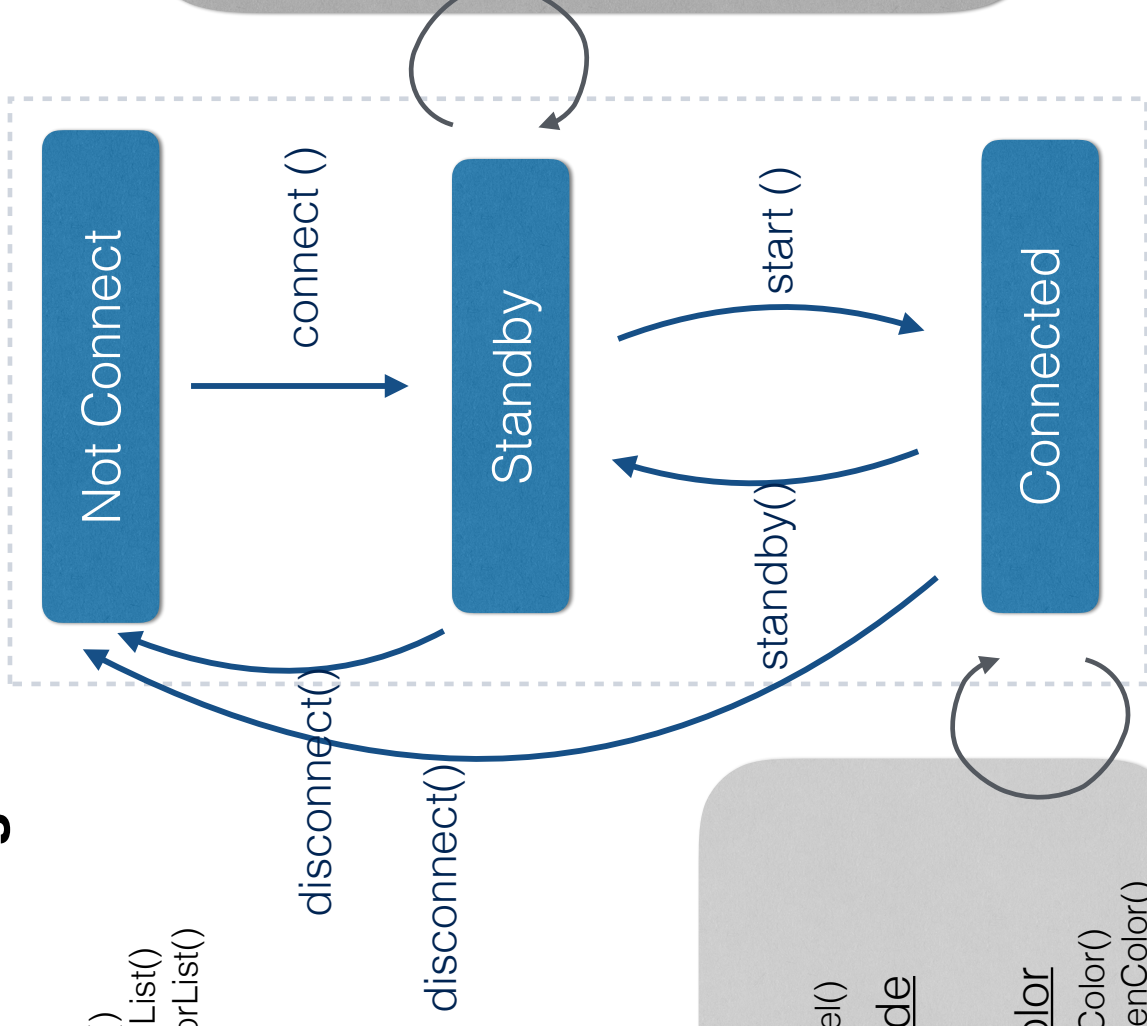 Not Connect
connect ()
Standby
start ()
standby()
Connected
disconnect()
disconnect()
()
List()
orList()
el()
de
olor
Color()
enColor()